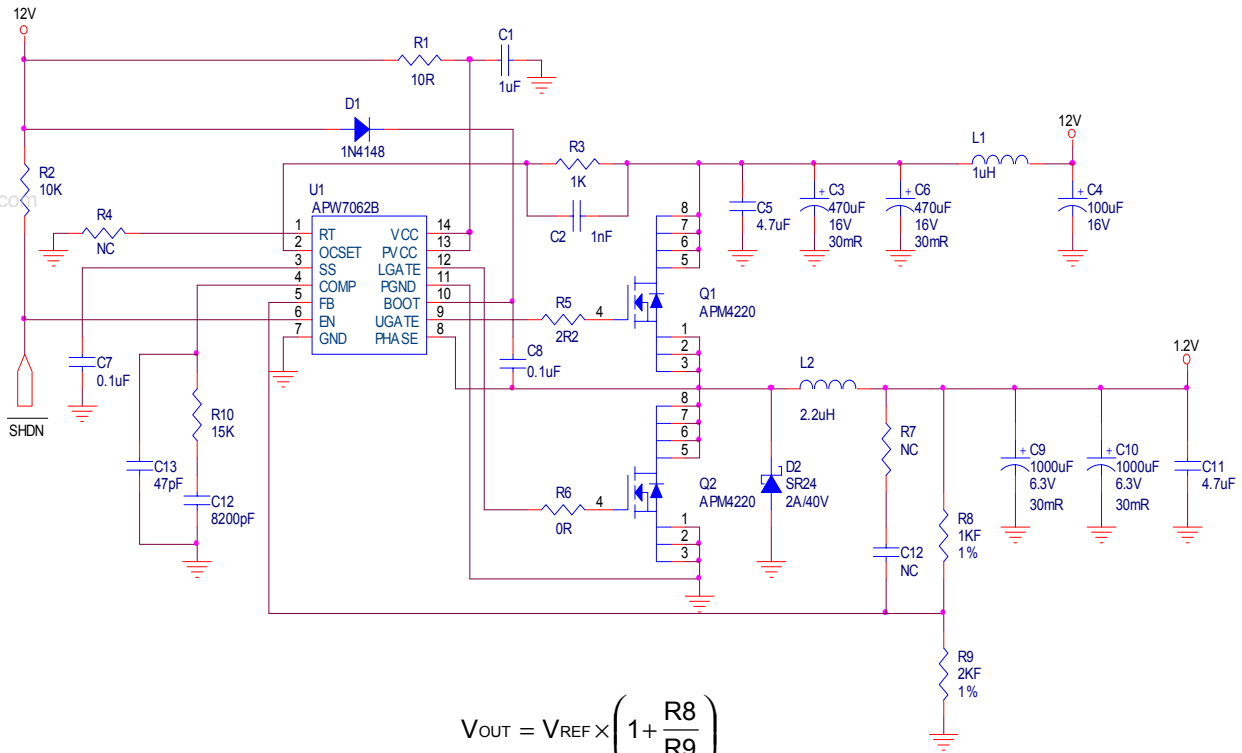 12V
R1
10R
C1
1uF
D1
1N4148
R2
10K
com
R3
1K
C2
1nF
L1
1uH
12V
C5
4.7uF
+ C3
470uF
16V
30mR
+ C6
470uF
16V
30mR
+ C4
100uF
16V
R4
NC
U1
APW7062B
1 RT VCC 14
2 OCSET PVCC 13
3 SS LGATE 12
4 COMP PGND 11
5 FB BOOT 10
6 EN UGATE 9
7 GND PHASE 8
8
7
6
5
Q1
APM4220
R5
2R2
4
1
2
3
C7
0.1uF
C8
0.1uF
SHDN
R10
15K
C13
47pF
C12
8200pF
L2
2.2uH
1.2V
8
7
6
5
Q2
APM4220
R6
0R
4
1
2
3
D2
SR24
2A/40V
R7
NC
C12
NC
R8
1KF
1%
+ C9
1000uF
6.3V
30mR
+ C10
1000uF
6.3V
30mR
C11
4.7uF
R9
2KF
1%
VOUT = VREF × (1 + R8/R9)